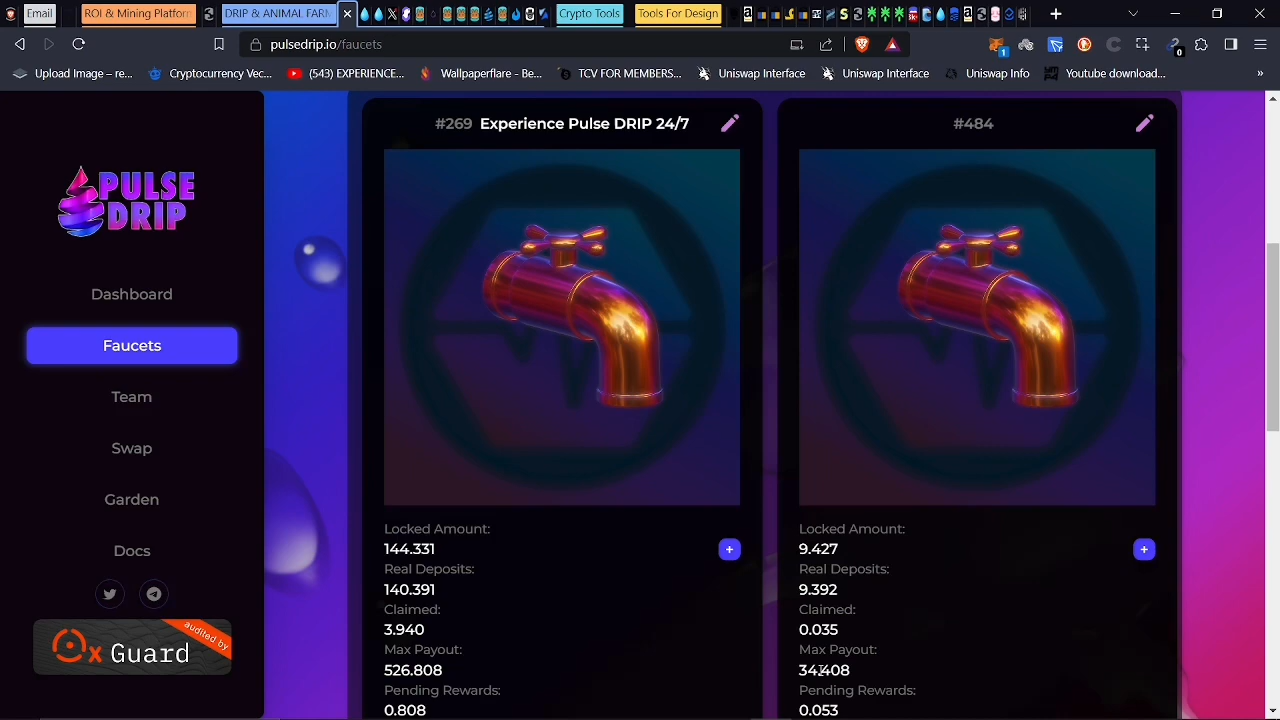 Email
ROI & Mining Platform
DRIP & ANIMAL FARM
Crypto Tools
Tools For Design
pulsedrip.io/faucets
1
0
Upload Image – re...
Cryptocurrency Vec...
(543) EXPERIENCE...
Wallpaperflare - Be...
TCV FOR MEMBERS...
Uniswap Interface
Uniswap Interface
Uniswap Info
Youtube download...
»
PULSE
DRIP
Dashboard
Faucets
Team
Swap
Garden
Docs
audited by
x Guard
#269 Experience Pulse DRIP 24/7
Locked Amount:
144.331
+
Real Deposits:
140.391
Claimed:
3.940
Max Payout:
526.808
Pending Rewards:
0.808
#484
Locked Amount:
9.427
+
Real Deposits:
9.392
Claimed:
0.035
Max Payout:
34.408
Pending Rewards:
0.053